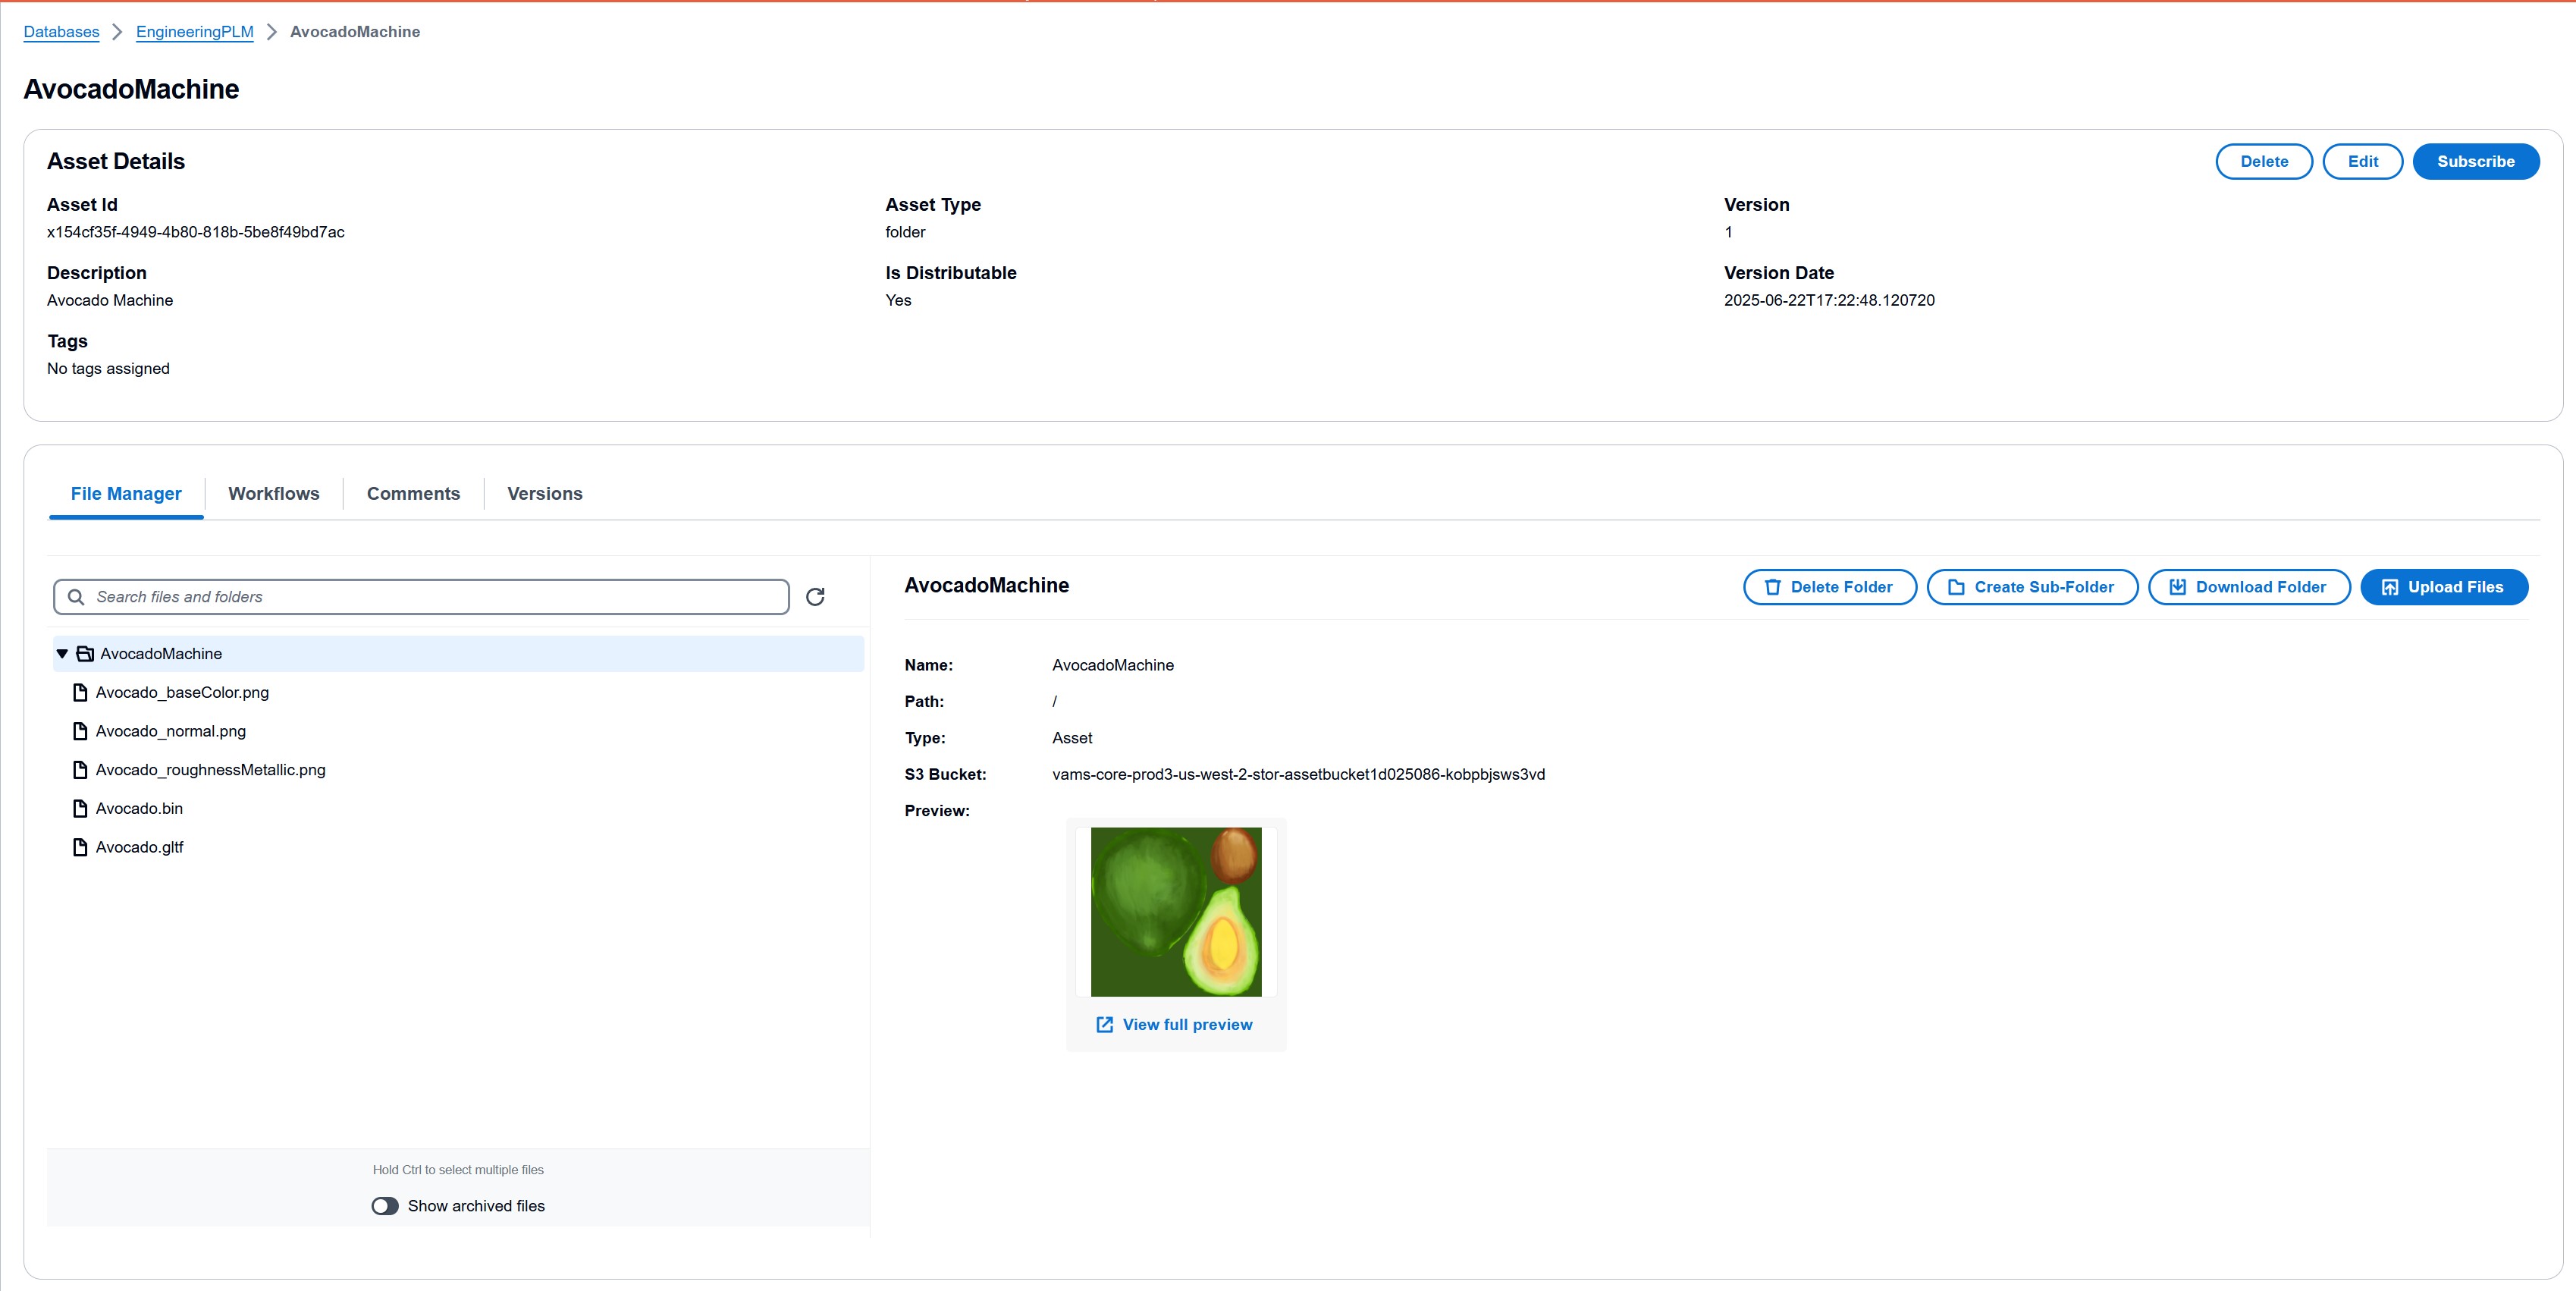 Databases > EngineeringPLM > AvocadoMachine
AvocadoMachine
Asset Details
Delete
Edit
Subscribe
Asset Id
x154cf35f-4949-4b80-818b-5be8f49bd7ac
Asset Type
folder
Version
1
Description
Avocado Machine
Is Distributable
Yes
Version Date
2025-06-22T17:22:48.120720
Tags
No tags assigned
File Manager
Workflows
Comments
Versions
Search files and folders
AvocadoMachine
Avocado_baseColor.png
Avocado_normal.png
Avocado_roughnessMetallic.png
Avocado.bin
Avocado.gltf
Hold Ctrl to select multiple files
Show archived files
AvocadoMachine
Delete Folder
Create Sub-Folder
Download Folder
Upload Files
Name: AvocadoMachine
Path: /
Type: Asset
S3 Bucket: vams-core-prod3-us-west-2-stor-assetbucket1d025086-kobpbjsws3vd
Preview:
View full preview